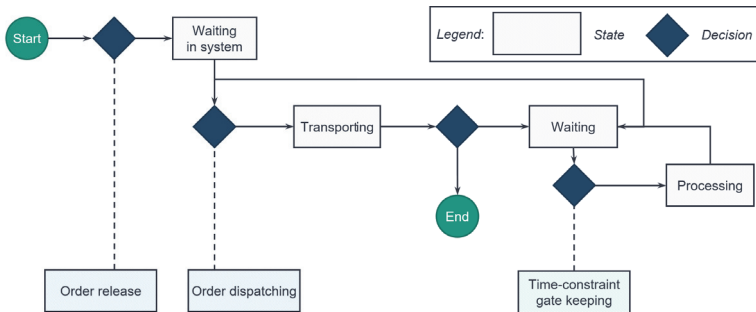 Start
Waiting
in system
Legend:
State
Decision
Transporting
Waiting
Processing
End
Order release
Order dispatching
Time-constraint
gate keeping